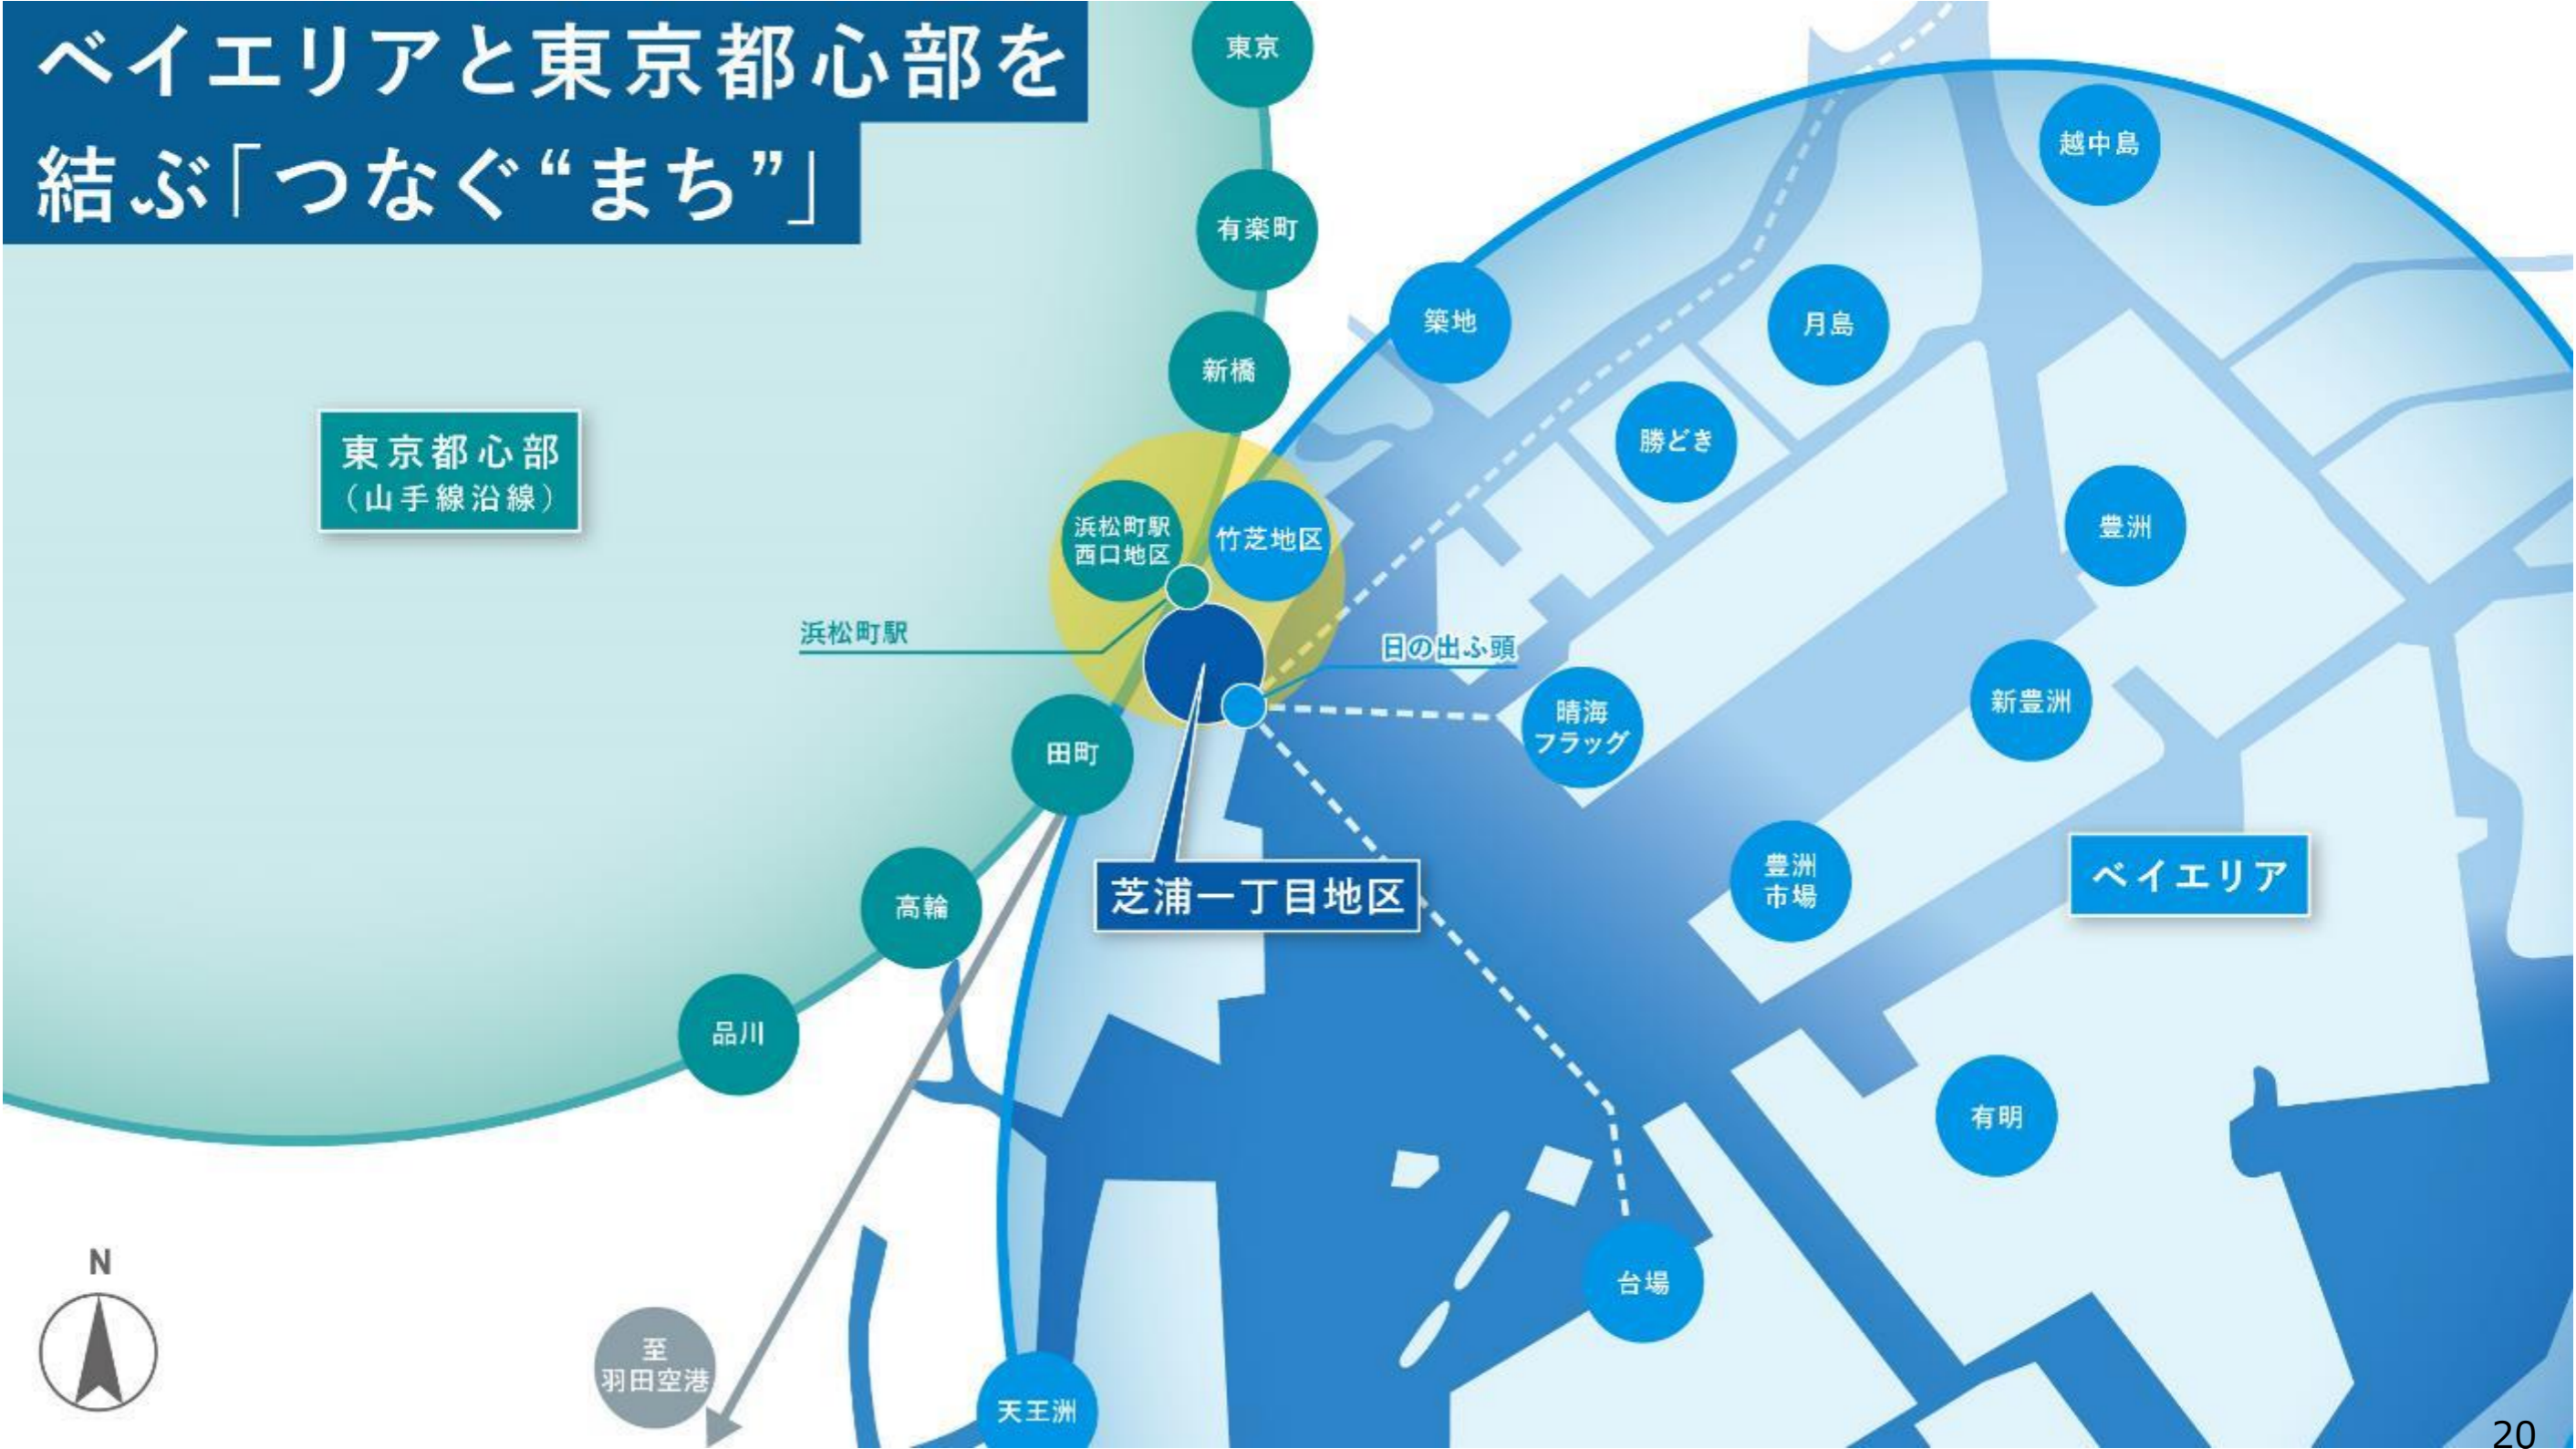 ベイエリアと東京都心部を
結ぶ「つなぐ“まち”」
東京
越中島
有楽町
築地
月島
新橋
勝どき
東京都心部
（山手線沿線）
浜松町駅
西口地区
竹芝地区
豊洲
浜松町駅
日の出ふ頭
晴海
フラッグ
新豊洲
田町
芝浦一丁目地区
豊洲
市場
ベイエリア
高輪
品川
有明
N
台場
至
羽田空港
天王洲
20